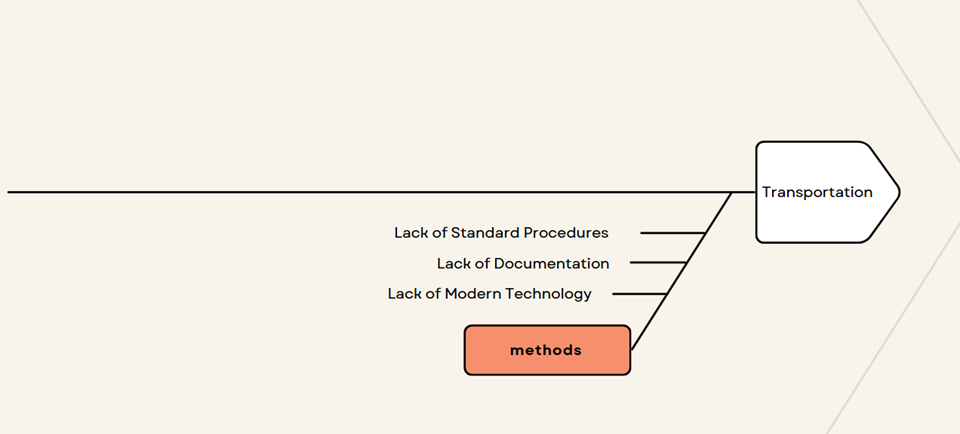 Transportation
Lack of Standard Procedures
Lack of Documentation
Lack of Modern Technology
methods